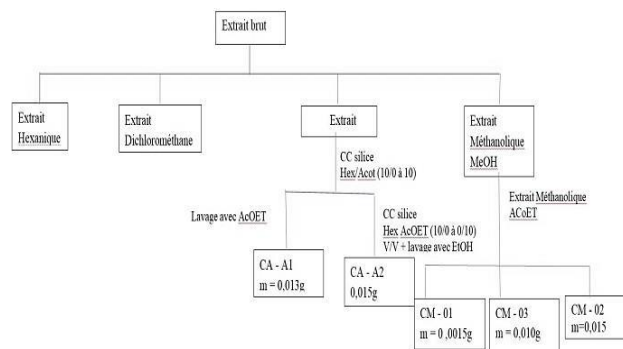 Extrait brut
Extrait
Hexanique
Extrait
Dichlorométhane
Extrait
Extrait
Méthanolique
MeOH
CC silice
Hex/Acot (10/0 à 10)
Extrait Méthanolique
ACoET
Lavage avec AcOET
CC silice
Hex AcOET (10/0 à 0/10)
V/V + lavage avec EtOH
CA - A1
m = 0,013g
CA - A2
0,015g
CM - 01
m = 0 ,0015g
CM - 03
m = 0,010g
CM - 02
m=0,015